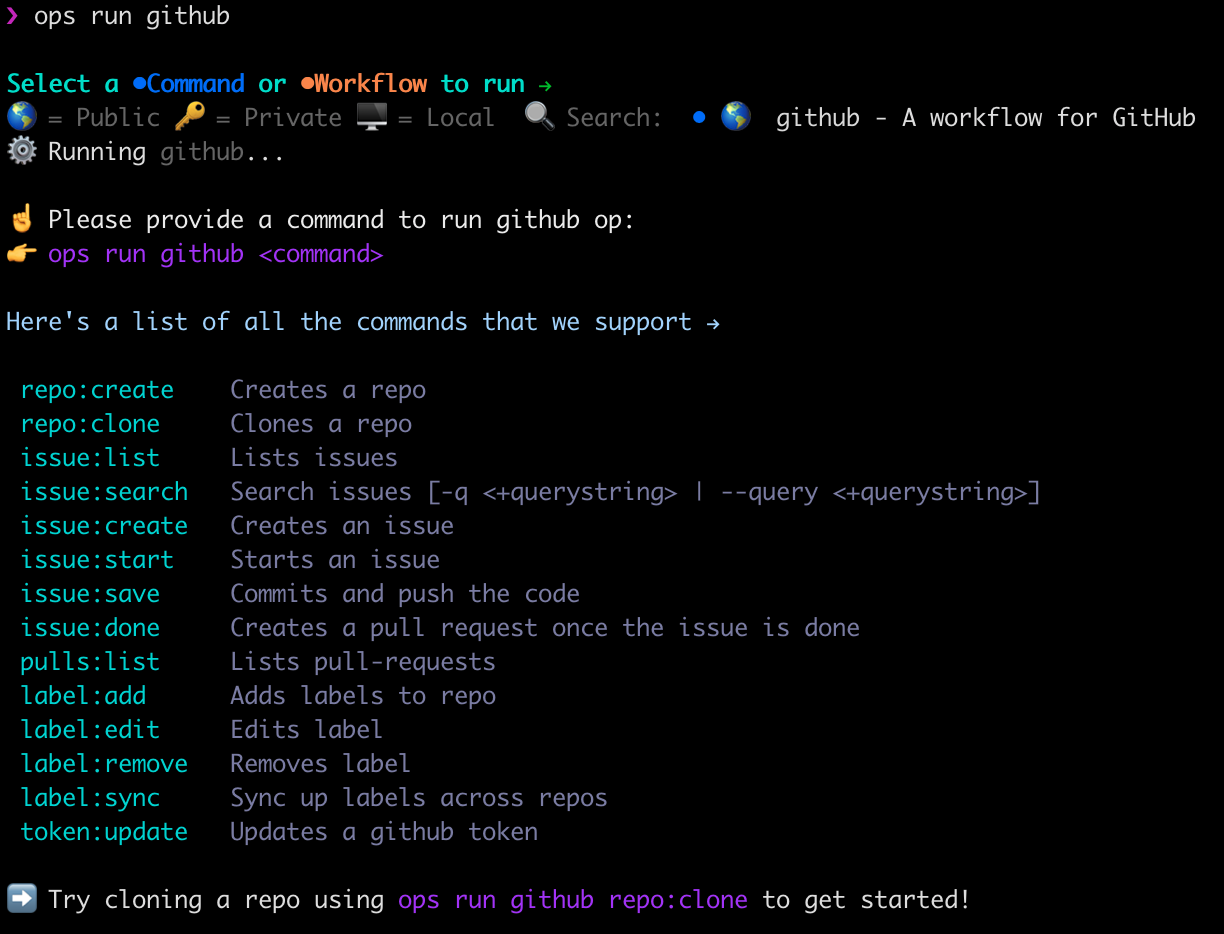 ❯ ops run github
Select a ●Command or ●Workflow to run →
🌎 = Public 🔑 = Private 🖥 = Local 🔍 Search: ● 🌎 github - A workflow for GitHub
⚙️ Running github...
☝️ Please provide a command to run github op:
👉 ops run github <command>
Here's a list of all the commands that we support →
repo:create Creates a repo
repo:clone Clones a repo
issue:list Lists issues
issue:search Search issues [-q <+querystring> | --query <+querystring>]
issue:create Creates an issue
issue:start Starts an issue
issue:save Commits and push the code
issue:done Creates a pull request once the issue is done
pulls:list Lists pull-requests
label:add Adds labels to repo
label:edit Edits label
label:remove Removes label
label:sync Sync up labels across repos
token:update Updates a github token
➡️ Try cloning a repo using ops run github repo:clone to get started!